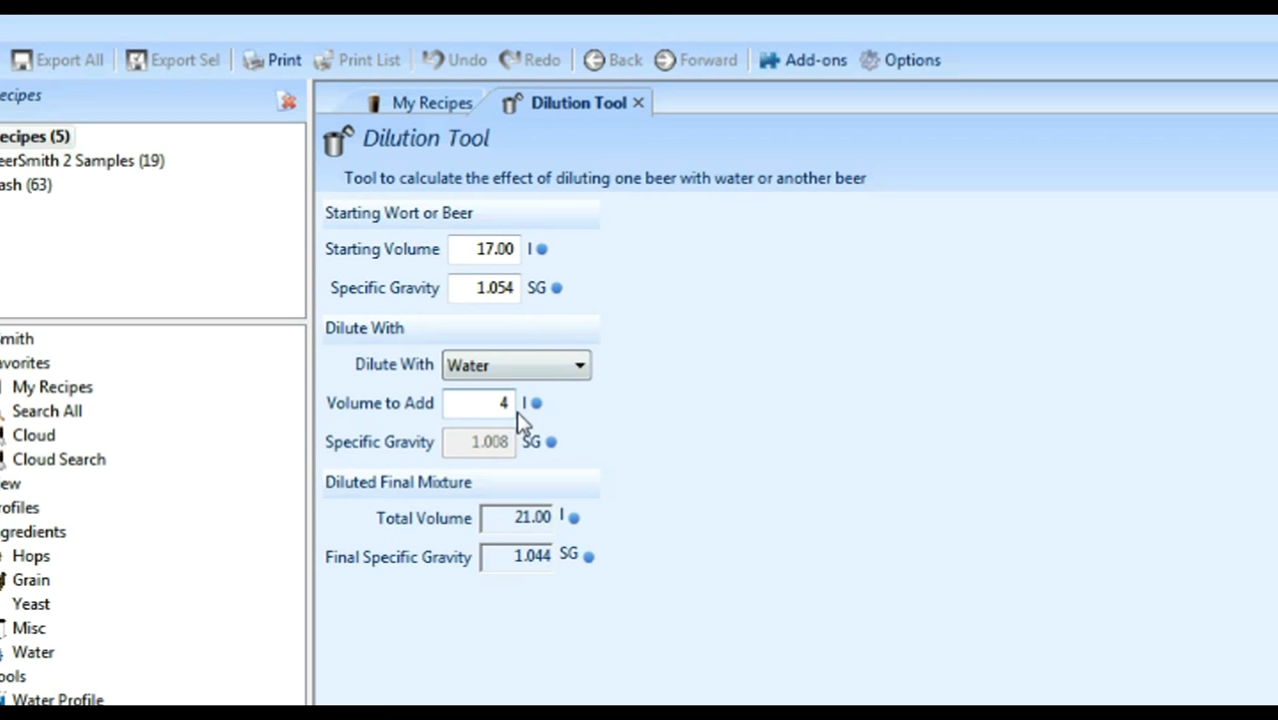 Export All Export Sel Print Print List Undo Redo Back Forward Add-ons Options
ecipes
My Recipes Dilution Tool
ecipes (5)
eerSmith 2 Samples (19)
ash (63)
Dilution Tool
Tool to calculate the effect of diluting one beer with water or another beer
Starting Wort or Beer
Starting Volume 17.00 l
Specific Gravity 1.054 SG
Dilute With
Dilute With Water
Volume to Add 4 l
Specific Gravity 1.008 SG
Diluted Final Mixture
Total Volume 21.00 l
Final Specific Gravity 1.044 SG
mith
avorites
My Recipes
Search All
Cloud
Cloud Search
ew
rofiles
gredients
Hops
Grain
Yeast
Misc
Water
ools
Water Profile